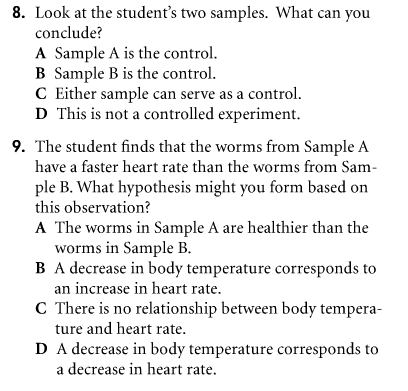 8. Look at the student’s two samples. What can you
conclude?
A Sample A is the control.
B Sample B is the control.
C Either sample can serve as a control.
D This is not a controlled experiment.
9. The student finds that the worms from Sample A
have a faster heart rate than the worms from Sam-
ple B. What hypothesis might you form based on
this observation?
A The worms in Sample A are healthier than the
worms in Sample B.
B A decrease in body temperature corresponds to
an increase in heart rate.
C There is no relationship between body tempera-
ture and heart rate.
D A decrease in body temperature corresponds to
a decrease in heart rate.